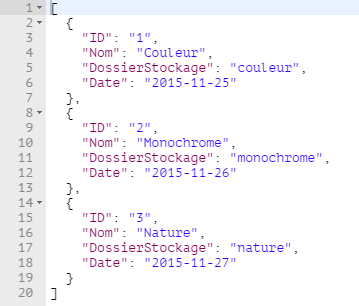 1 [
2 {
3 "ID": "1",
4 "Nom": "Couleur",
5 "DossierStockage": "couleur",
6 "Date": "2015-11-25"
7 },
8 {
9 "ID": "2",
10 "Nom": "Monochrome",
11 "DossierStockage": "monochrome",
12 "Date": "2015-11-26"
13 },
14 {
15 "ID": "3",
16 "Nom": "Nature",
17 "DossierStockage": "nature",
18 "Date": "2015-11-27"
19 }
20 ]